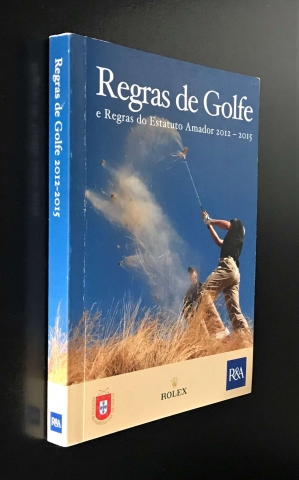 Regras de Golfe
e Regras do Estatuto Amador 2012 – 2015
ROLEX
R&A
Regras de Golfe 2012-2015
R&A